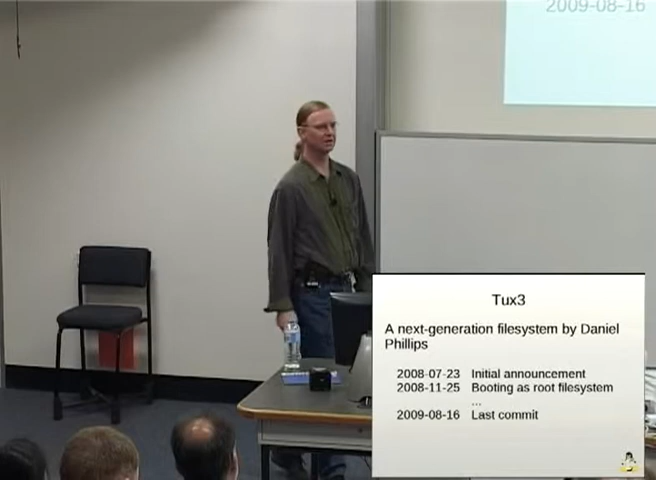 2009-08-16
Tux3
A next-generation filesystem by Daniel
Phillips
2008-07-23 Initial announcement
2008-11-25 Booting as root filesystem
...
2009-08-16 Last commit